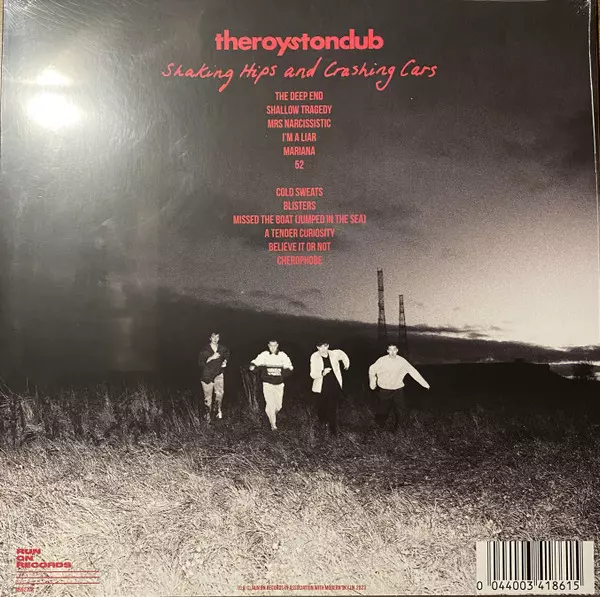 theroystonclub
Shaking Hips and Crashing Cars
THE DEEP END
SHALLOW TRAGEDY
MRS NARCISSISTIC
I'M A LIAR
MARIANA
52
COLD SWEATS
BLISTERS
MISSED THE BOAT (JUMPED IN THE SEA)
A TENDER CURIOSITY
BELIEVE IT OR NOT
CHEROPHOBE
RUN
ON
RECORDS
0 044003 418615